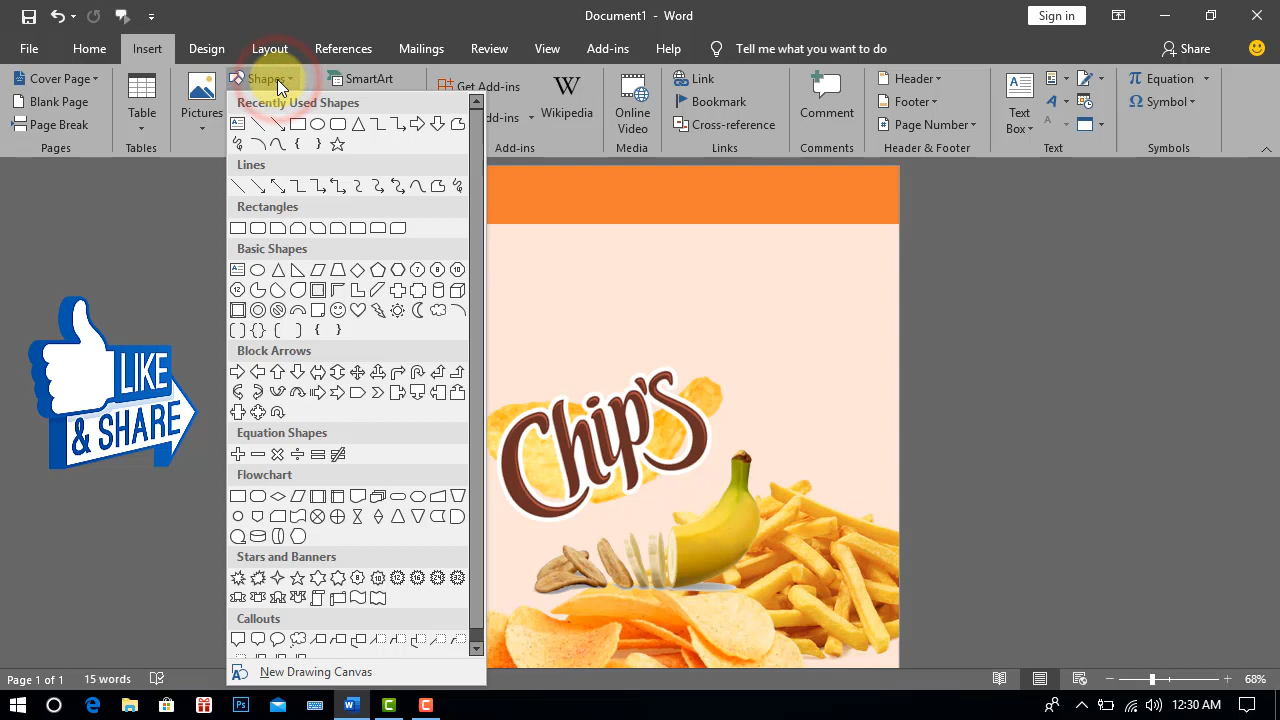 Document1 - Word
Sign in
File Home Insert Design Layout References Mailings Review View Add-ins Help Tell me what you want to do Share
Cover Page
Blank Page
Page Break
Pages
Table
Tables
Pictures
Shapes
SmartArt
Get Add-ins
Add-ins
Wikipedia
Online
Video
Media
Link
Bookmark
Cross-reference
Links
Comment
Comments
Header
Footer
Page Number
Header & Footer
Text
Box
Text
Equation
Symbol
Symbols
Recently Used Shapes
Lines
Rectangles
Basic Shapes
Block Arrows
Equation Shapes
Flowchart
Stars and Banners
Callouts
New Drawing Canvas
LIKE
& SHARE
Chip's
Page 1 of 1 15 words
68%
12:30 AM